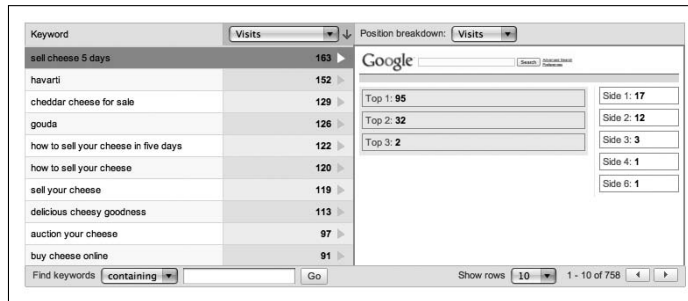 Keyword Visits Position breakdown: Visits
sell cheese 5 days 163
havarti 152
cheddar cheese for sale 129
gouda 126
how to sell your cheese in five days 122
how to sell your cheese 120
sell your cheese 119
delicious cheesy goodness 113
auction your cheese 97
buy cheese online 91
Google Search Advanced Search
Preferences
Top 1: 95
Top 2: 32
Top 3: 2
Side 1: 17
Side 2: 12
Side 3: 3
Side 4: 1
Side 6: 1
Find keywords containing Go Show rows 10 1 - 10 of 758